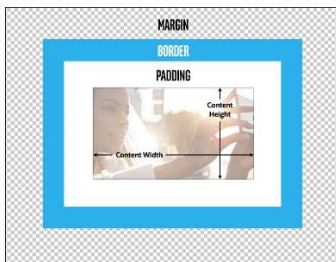 MARGIN
BORDER
PADDING
Content
Height
Content Width